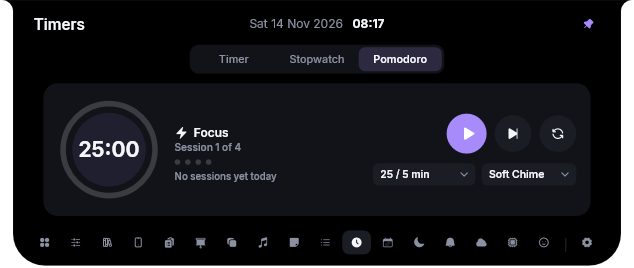 Timers
Sat 14 Nov 2026 08:17
Timer Stopwatch Pomodoro
25:00
Focus
Session 1 of 4
No sessions yet today
25 / 5 min
Soft Chime